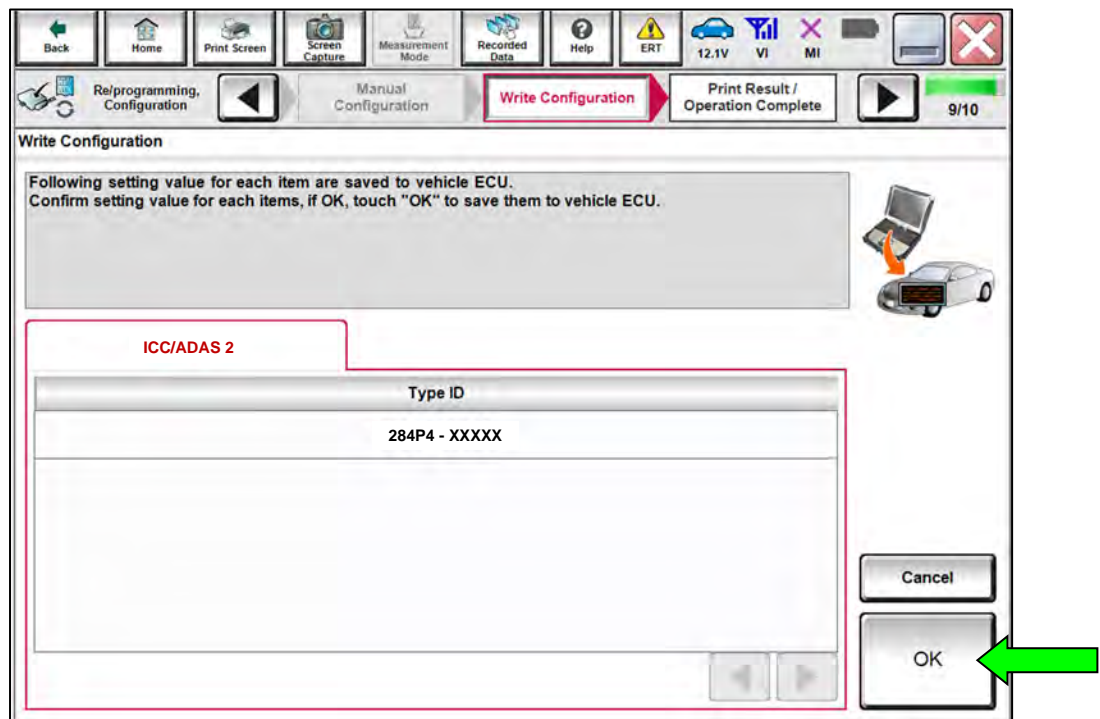 Back
Home
Print Screen
Screen
Capture
Measurement
Mode
Recorded
Data
Help
ERT
12.1V
VI
MI
Re/programming,
Configuration
Manual
Configuration
Write Configuration
Print Result /
Operation Complete
9/10
Write Configuration
Following setting value for each item are saved to vehicle ECU.
Confirm setting value for each items, if OK, touch "OK" to save them to vehicle ECU.
ICC/ADAS 2
Type ID
284P4 - XXXXX
Cancel
OK